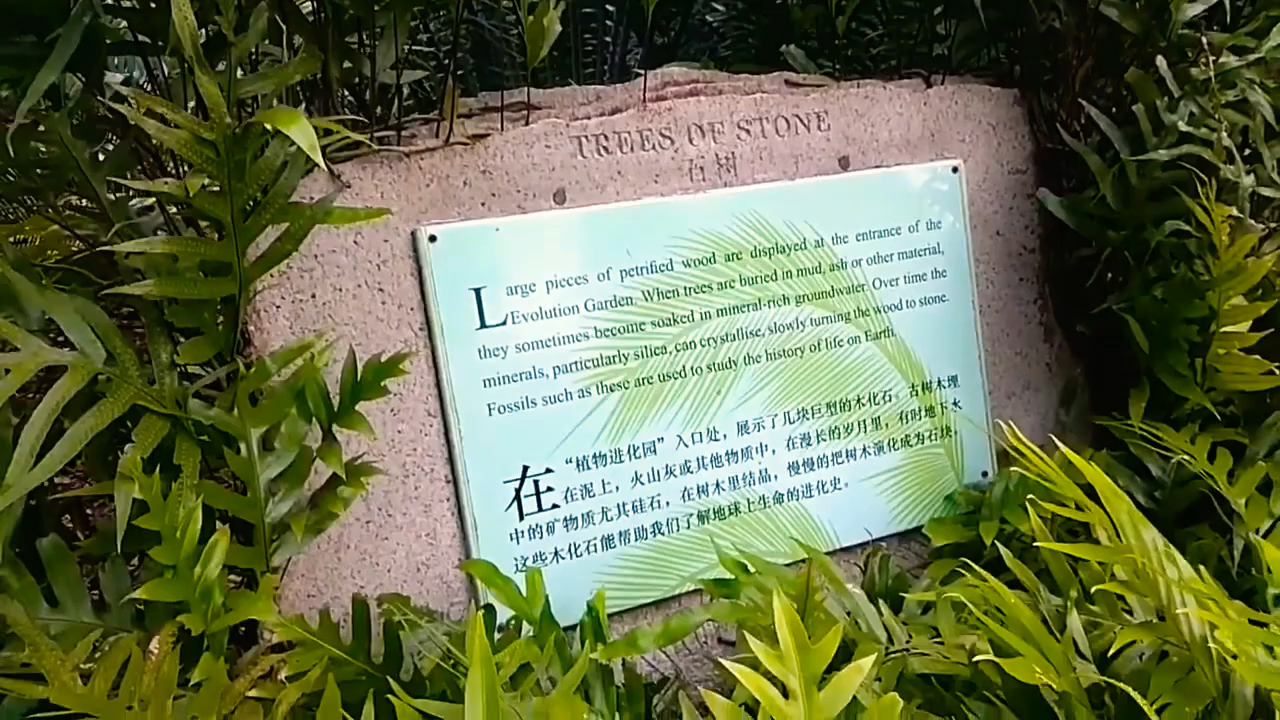 TREES OF STONE
石树
Large pieces of petrified wood are displayed at the entrance of the
Evolution Garden. When trees are buried in mud, ash or other material,
they sometimes become soaked in mineral-rich groundwater. Over time the
minerals, particularly silica, can crystallise, slowly turning the wood to stone.
Fossils such as these are used to study the history of life on Earth.
在“植物进化园”入口处，展示了几块巨型的木化石。古树木埋
在泥土，火山灰或其他物质中，在漫长的岁月里，有时地下水
中的矿物质尤其硅石，在树木里结晶，慢慢的把树木演化成为石块。
这些木化石能帮助我们了解地球上生命的进化史。